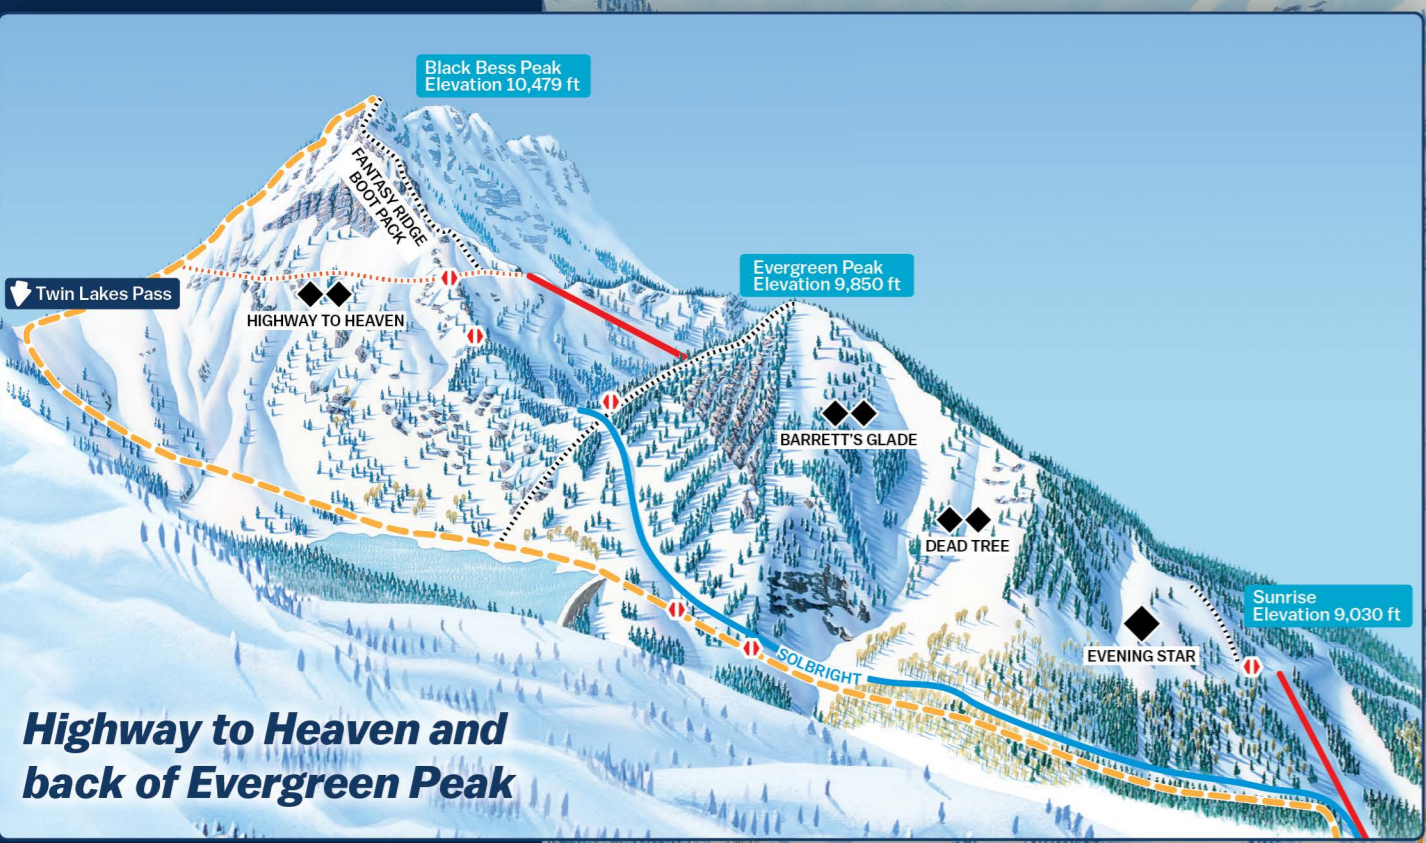 Black Bess Peak
Elevation 10,479 ft
FANTASY RIDGE
BOOT PACK
Evergreen Peak
Elevation 9,850 ft
Twin Lakes Pass
HIGHWAY TO HEAVEN
BARRETT'S GLADE
DEAD TREE
Sunrise
Elevation 9,030 ft
EVENING STAR
SOLBRIGHT
Highway to Heaven and
back of Evergreen Peak